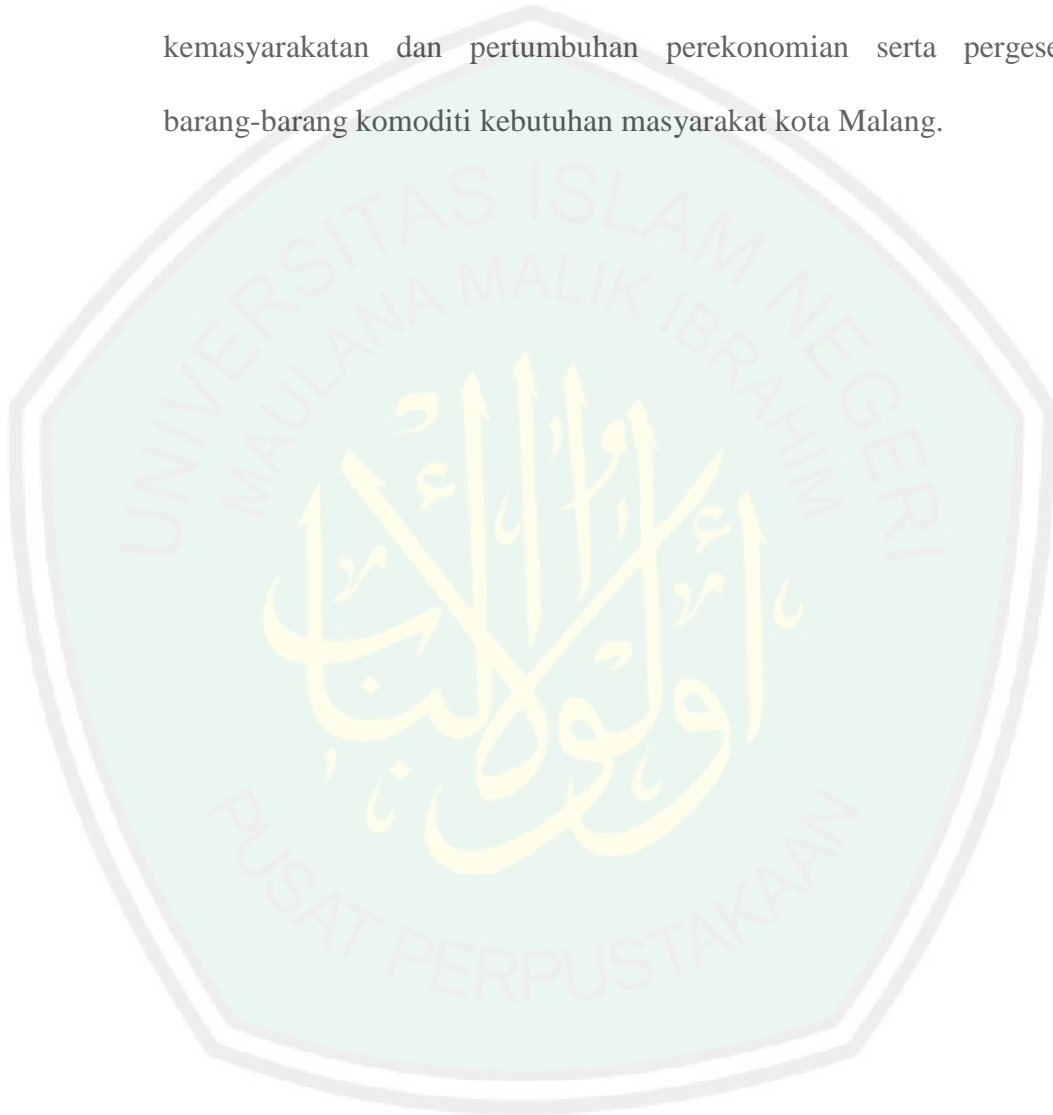 kemasyarakatan dan pertumbuhan perekonomian serta pergese
barang-barang komoditi kebutuhan masyarakat kota Malang.
UNIVERSITAS ISLAM NEGERI
MAULANA MALIK IBRAHIM
أولوا الألباب
PUSAT PERPUSTAKAAN